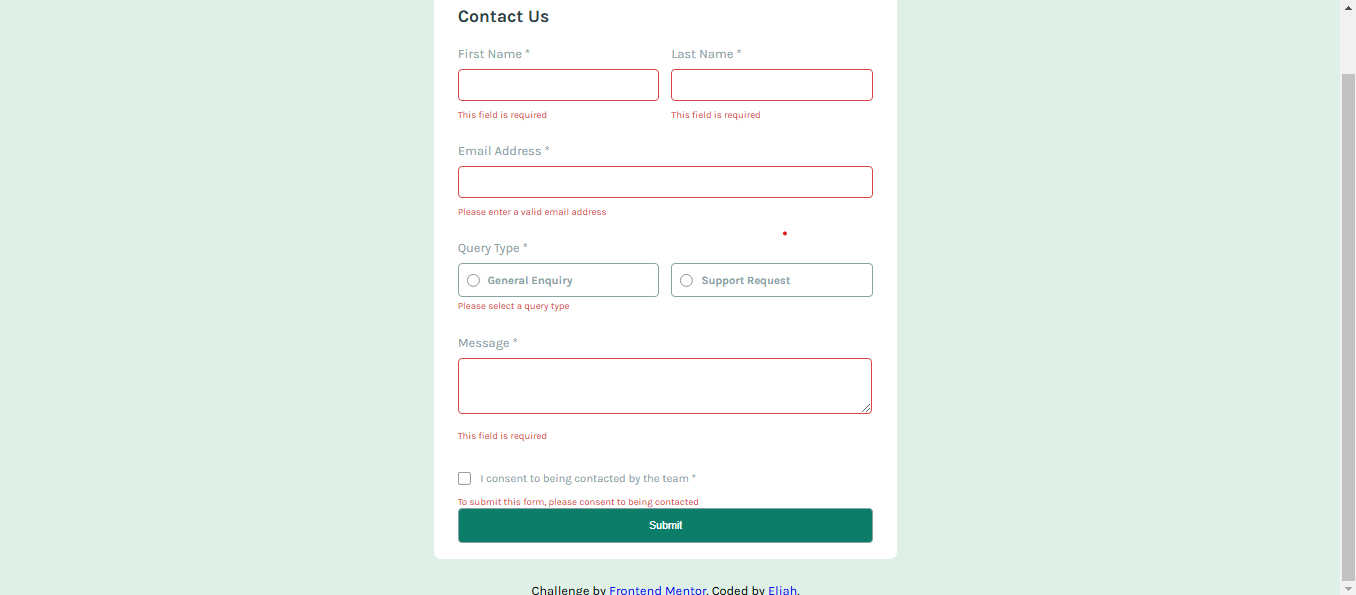 Contact Us
First Name * Last Name *
This field is required This field is required
Email Address *
Please enter a valid email address
Query Type *
General Enquiry Support Request
Please select a query type
Message *
This field is required
I consent to being contacted by the team *
To submit this form, please consent to being contacted
Submit
Challenge by Frontend Mentor. Coded by Eljah.